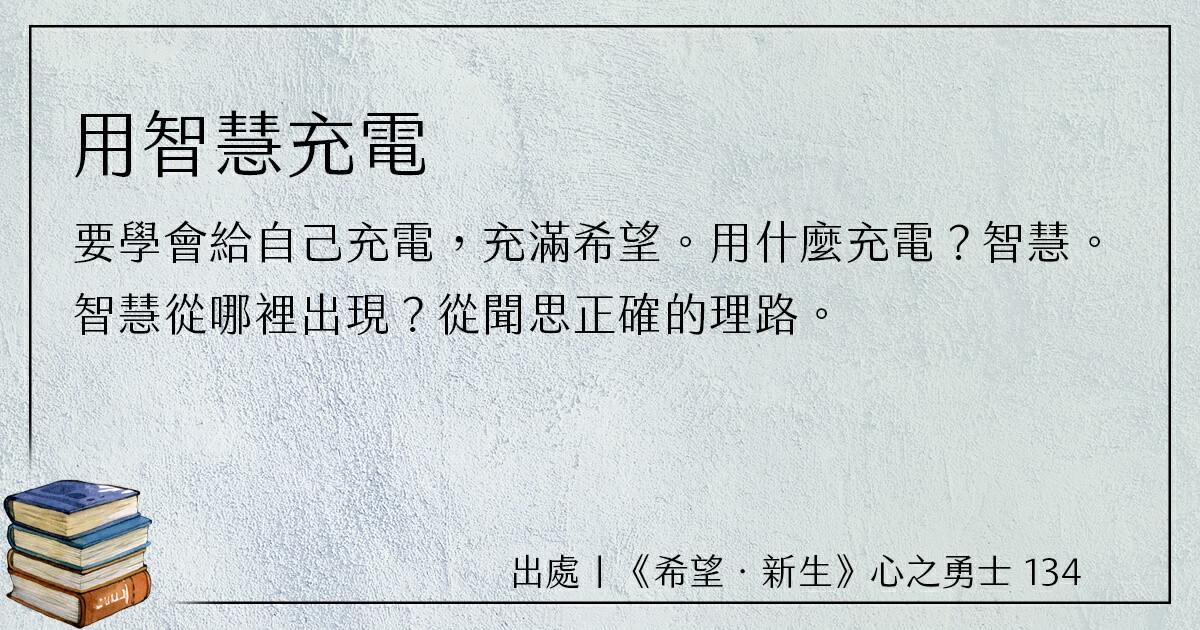 用智慧充電
要學會給自己充電，充滿希望。用什麼充電？智慧。
智慧從哪裡出現？從聞思正確的理路。
出處｜《希望．新生》心之勇士 134